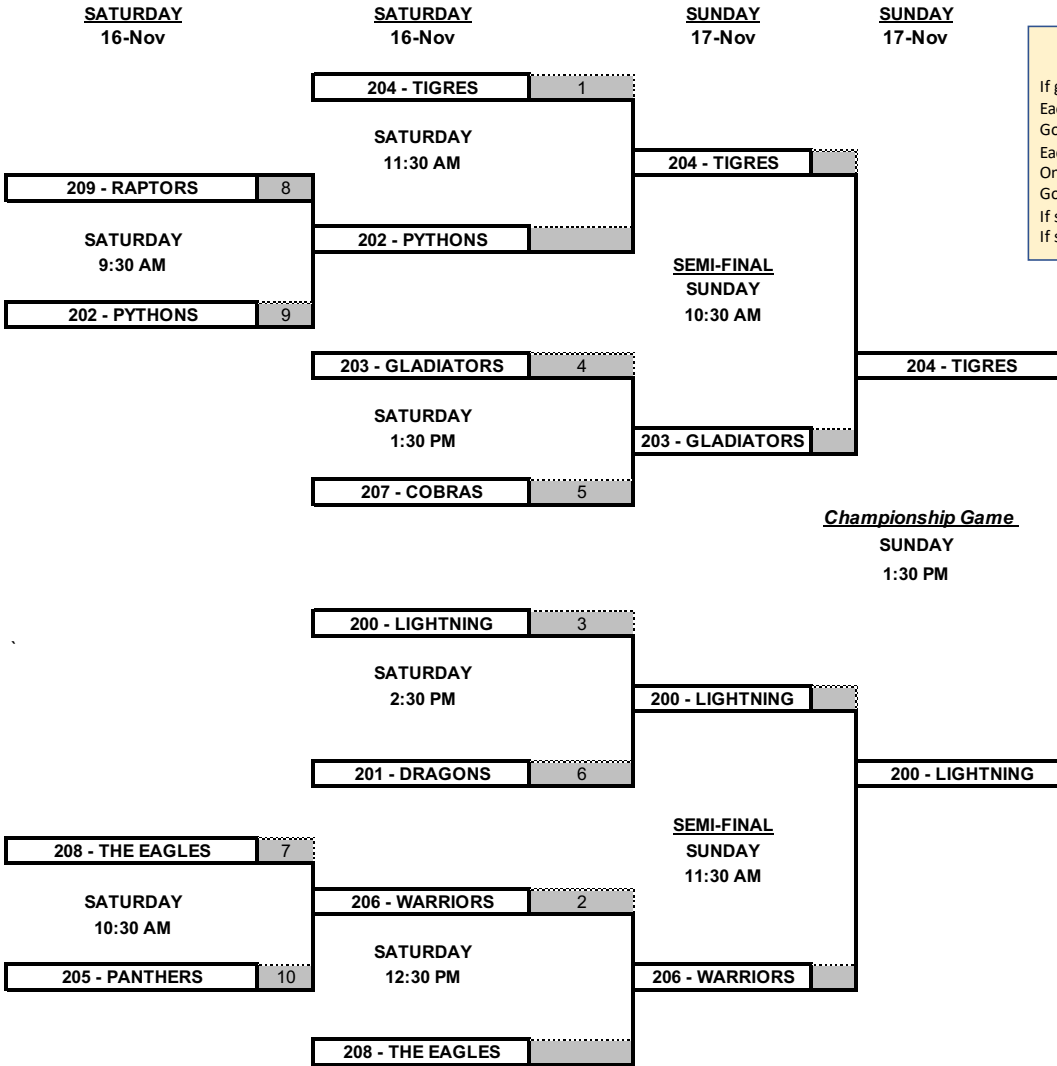 SATURDAY SATURDAY SUNDAY SUNDAY
16-Nov 16-Nov 17-Nov 17-Nov
204 - TIGRES 1
If
Go
If
If
SATURDAY
11:30 AM
204 - TIGRES
209 - RAPTORS 8
SATURDAY
9:30 AM
202 - PYTHONS
SEMI-FINAL
SUNDAY
10:30 AM
202 - PYTHONS 9
203 - GLADIATORS 4
204 - TIGRES
SATURDAY
1:30 PM
203 - GLADIATORS
207 - COBRAS 5
Championship Game
SUNDAY
1:30 PM
200 - LIGHTNING 3
`
SATURDAY
2:30 PM
200 - LIGHTNING
201 - DRAGONS 6
200 - LIGHTNING
SEMI-FINAL
SUNDAY
11:30 AM
208 - THE EAGLES 7
SATURDAY
10:30 AM
206 - WARRIORS 2
SATURDAY
12:30 PM
205 - PANTHERS 10
206 - WARRIORS
208 - THE EAGLES